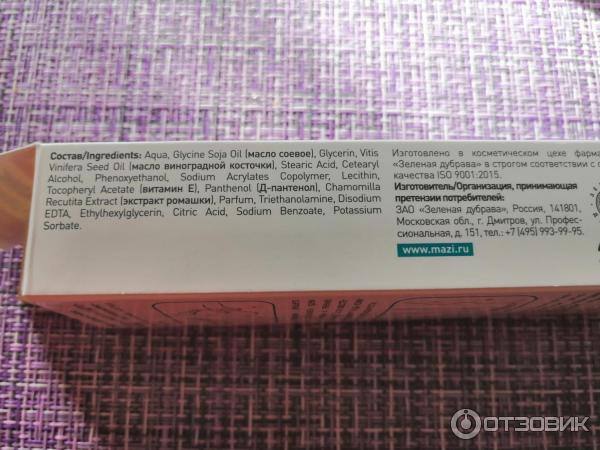 Состав/Ingredients: Aqua, Glycine Soja Oil (масло соевое), Glycerin, Vitis
Vinifera Seed Oil (масло виноградной косточки), Stearic Acid, Cetearyl
Alcohol, Phenoxyethanol, Sodium Acrylates Copolymer, Lecithin,
Tocopheryl Acetate (витамин Е), Panthenol (Д-пантенол), Chamomilla
Recutita Extract (экстракт ромашки), Parfum, Triethanolamine, Disodium
EDTA, Ethylhexylglycerin, Citric Acid, Sodium Benzoate, Potassium
Sorbate.
Изготовлено в косметическом цехе фарма
«Зеленая дубрава» в строгом соответствии с с
качества ISO 9001:2015.
Изготовитель/Организация, принимающая
претензии потребителей:
ЗАО «Зеленая дубрава», Россия, 141801,
Московская обл., г. Дмитров, ул. Профес-
сиональная, д. 151, тел.: +7 (495) 993-99-95.
www.mazi.ru
ОТЗОВИК